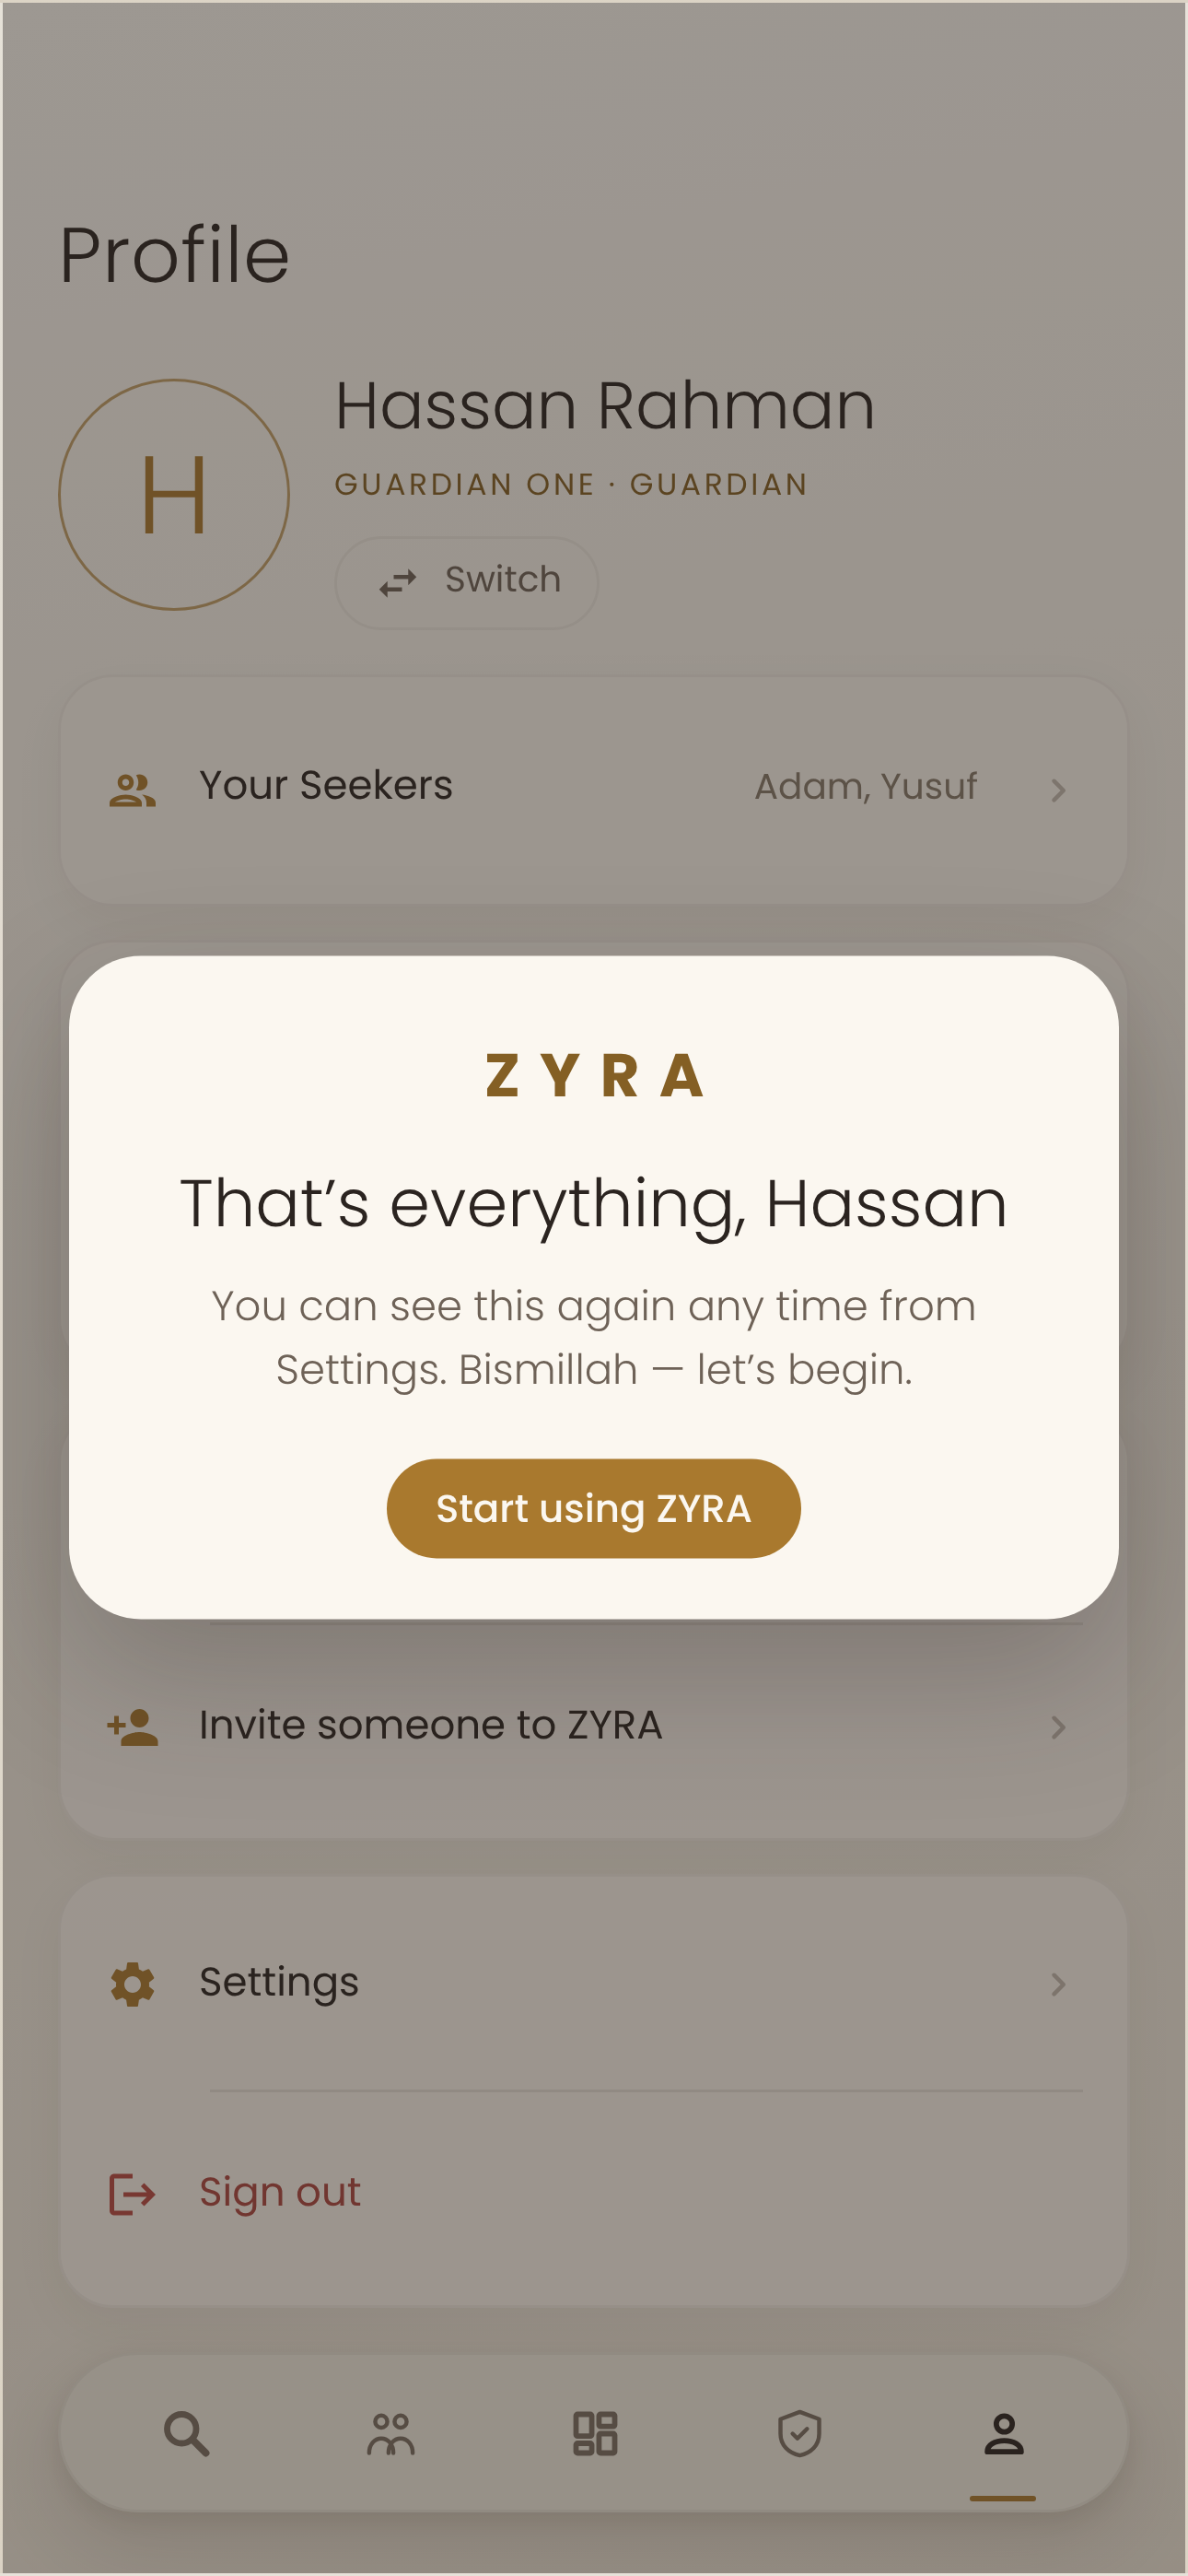 Profile
H
Hassan Rahman
GUARDIAN ONE · GUARDIAN
Switch
Your Seekers
Adam, Yusuf
ZYRA
That’s everything, Hassan
You can see this again any time from
Settings. Bismillah — let’s begin.
Start using ZYRA
Invite someone to ZYRA
Settings
Sign out